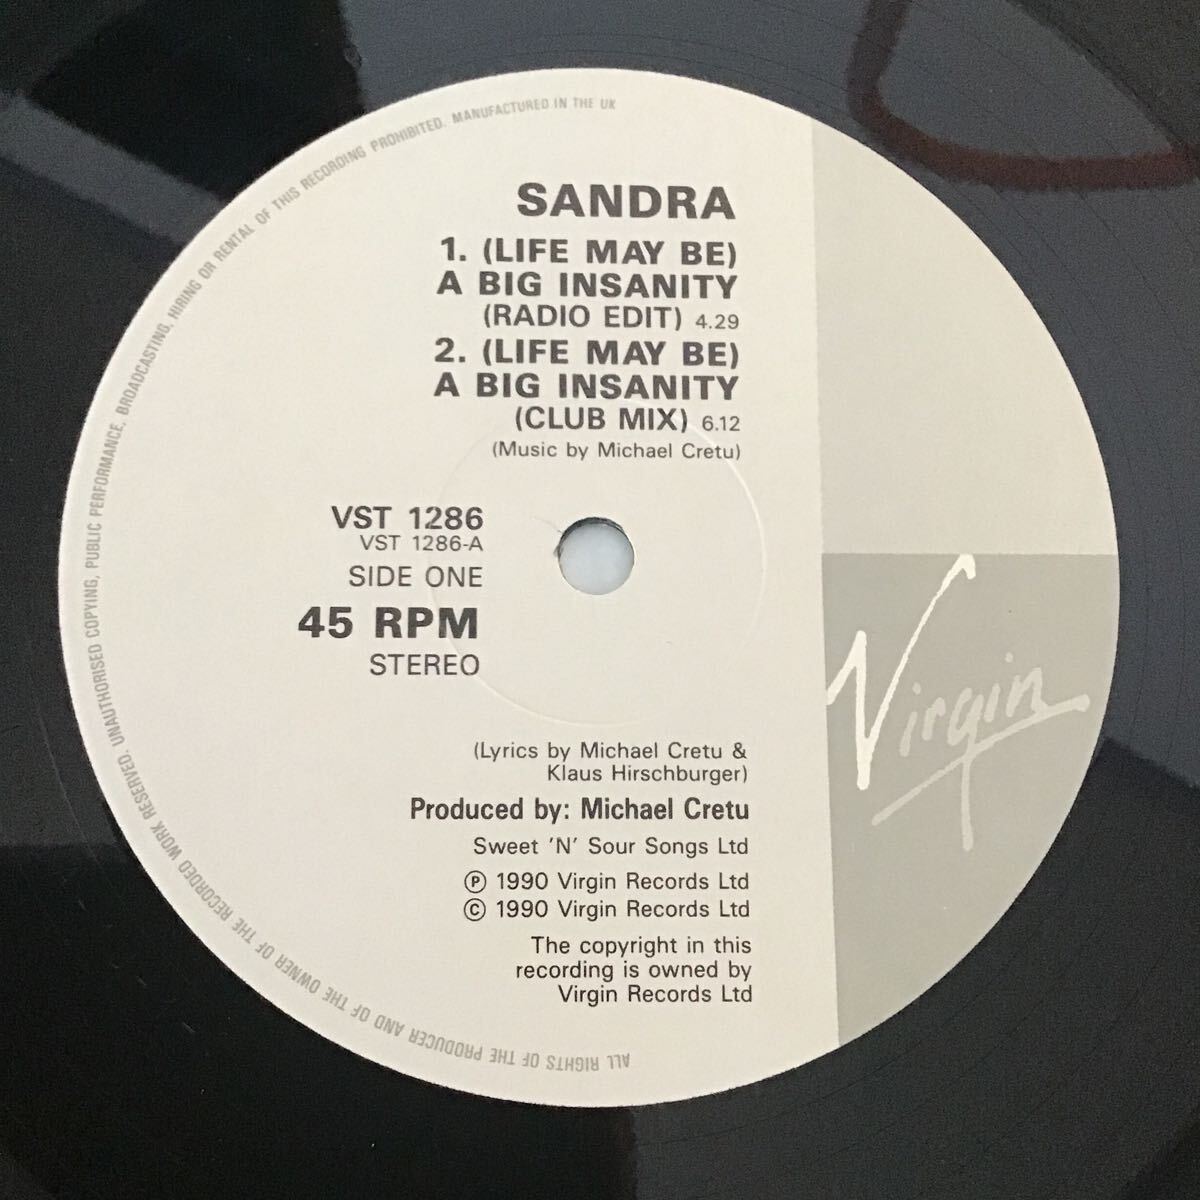 SANDRA
1. (LIFE MAY BE)
A BIG INSANITY
(RADIO EDIT) 4.29
2. (LIFE MAY BE)
A BIG INSANITY
(CLUB MIX) 6.12
(Music by Michael Cretu)
VST 1286
VST 1286-A
SIDE ONE
45 RPM
STEREO
Virgin
(Lyrics by Michael Cretu &
Klaus Hirschburger)
Produced by: Michael Cretu
Sweet 'N' Sour Songs Ltd
℗ 1990 Virgin Records Ltd
© 1990 Virgin Records Ltd
The copyright in this
recording is owned by
Virgin Records Ltd
ALL RIGHTS OF THE PRODUCER AND OF THE OWNER OF THE RECORDED WORK RESERVED. UNAUTHORISED COPYING, PUBLIC PERFORMANCE, BROADCASTING, HIRING OR RENTAL OF THIS RECORDING PROHIBITED. MANUFACTURED IN THE UK